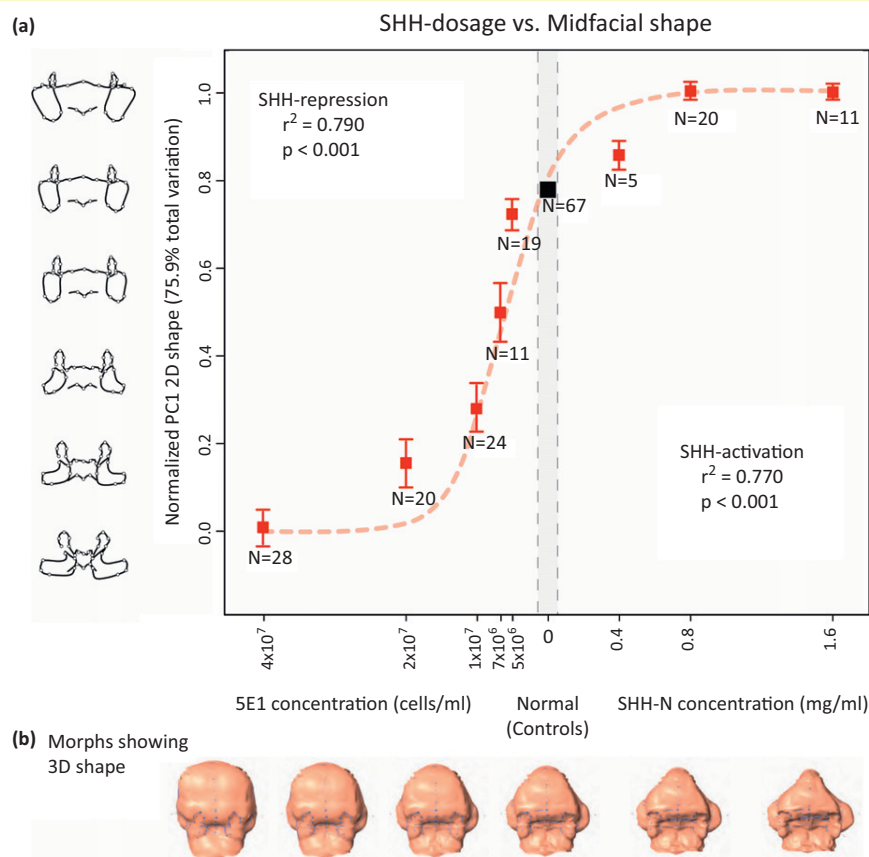 (a)
SHH-dosage vs. Midfacial shape
Normalized PC1 2D shape (75.9% total variation)
1.0
0.8
0.6
0.4
0.2
0.0
SHH-repression
r² = 0.790
p < 0.001
N=28
N=20
N=24
N=11
N=19
N=67
N=5
N=20
N=11
SHH-activation
r² = 0.770
p < 0.001
4x10⁷
2x10⁷
1x10⁷
7x10⁶
5x10⁶
0
0.4
0.8
1.6
5E1 concentration (cells/ml)
Normal
(Controls)
SHH-N concentration (mg/ml)
(b) Morphs showing
3D shape